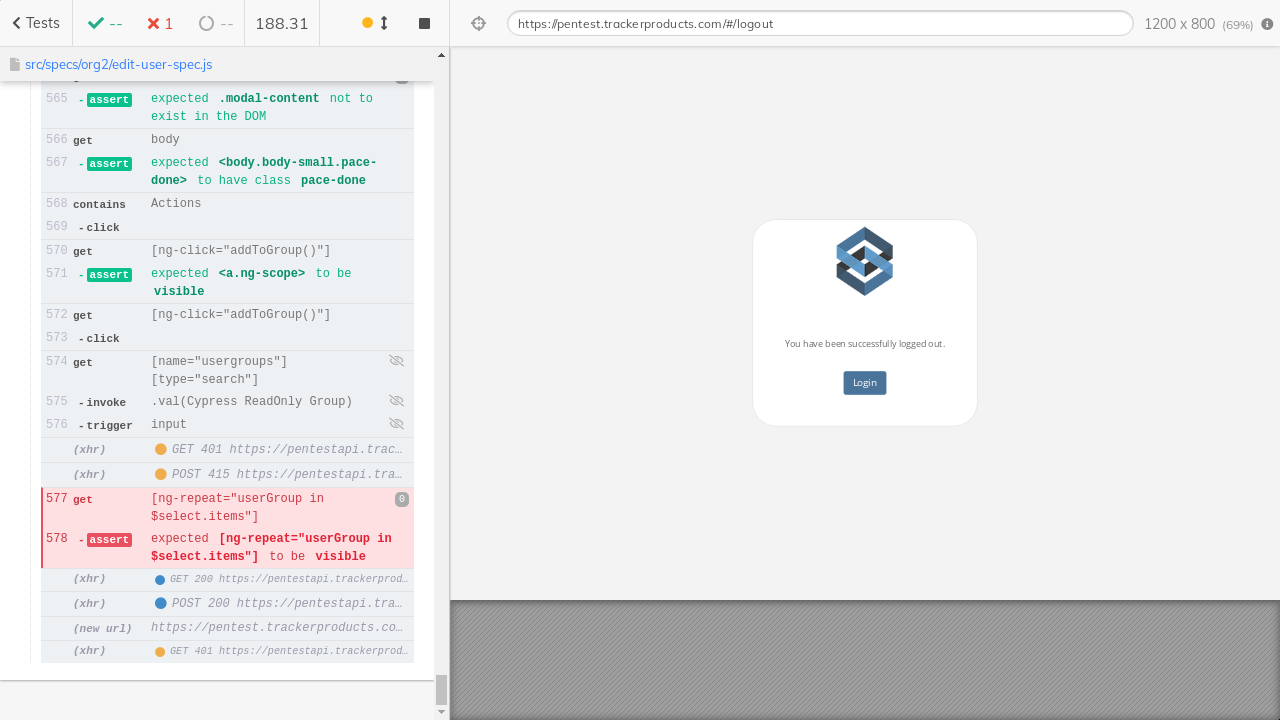 Tests
--
1
--
188.31
https://pentest.trackerproducts.com/#/logout
1200 x 800 (69%)
src/specs/org2/edit-user-spec.js
565 - assert expected .modal-content not to
exist in the DOM
566 get body
567 - assert expected <body.body-small.pace-
done> to have class pace-done
568 contains Actions
569 - click
570 get [ng-click="addToGroup()"]
571 - assert expected <a.ng-scope> to be
visible
572 get [ng-click="addToGroup()"]
573 - click
574 get [name="usergroups"]
[type="search"]
575 - invoke .val(Cypress ReadOnly Group)
576 - trigger input
(xhr) GET 401 https://pentestapi.trac…
(xhr) POST 415 https://pentestapi.tra…
577 get [ng-repeat="userGroup in
$select.items"] 0
578 - assert expected [ng-repeat="userGroup in
$select.items"] to be visible
(xhr) GET 200 https://pentestapi.trackerprod…
(xhr) POST 200 https://pentestapi.tra…
(new url) https://pentest.trackerproducts.co…
(xhr) GET 401 https://pentestapi.trackerprod…
You have been successfully logged out.
Login